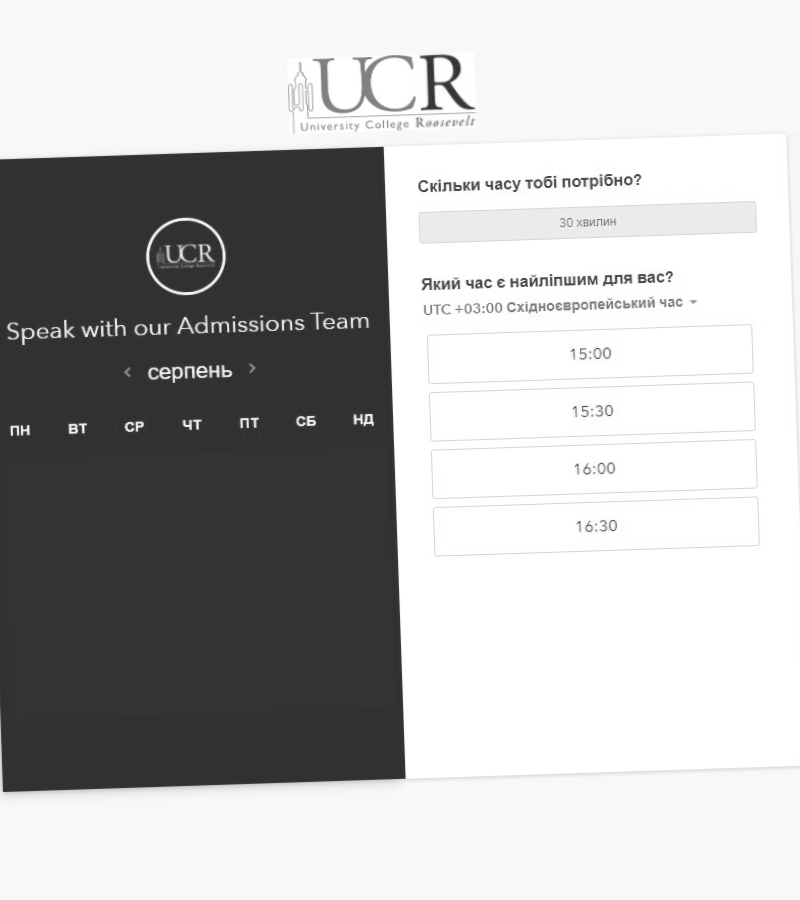 UCR
University College Roosevelt
UCR
University College Roosevelt
Speak with our Admissions Team
серпень
ПН ВТ СР ЧТ ПТ СБ НД
Скільки часу тобі потрібно?
30 хвилин
Який час є найліпшим для вас?
UTC +03:00 Східноєвропейський час
15:00
15:30
16:00
16:30